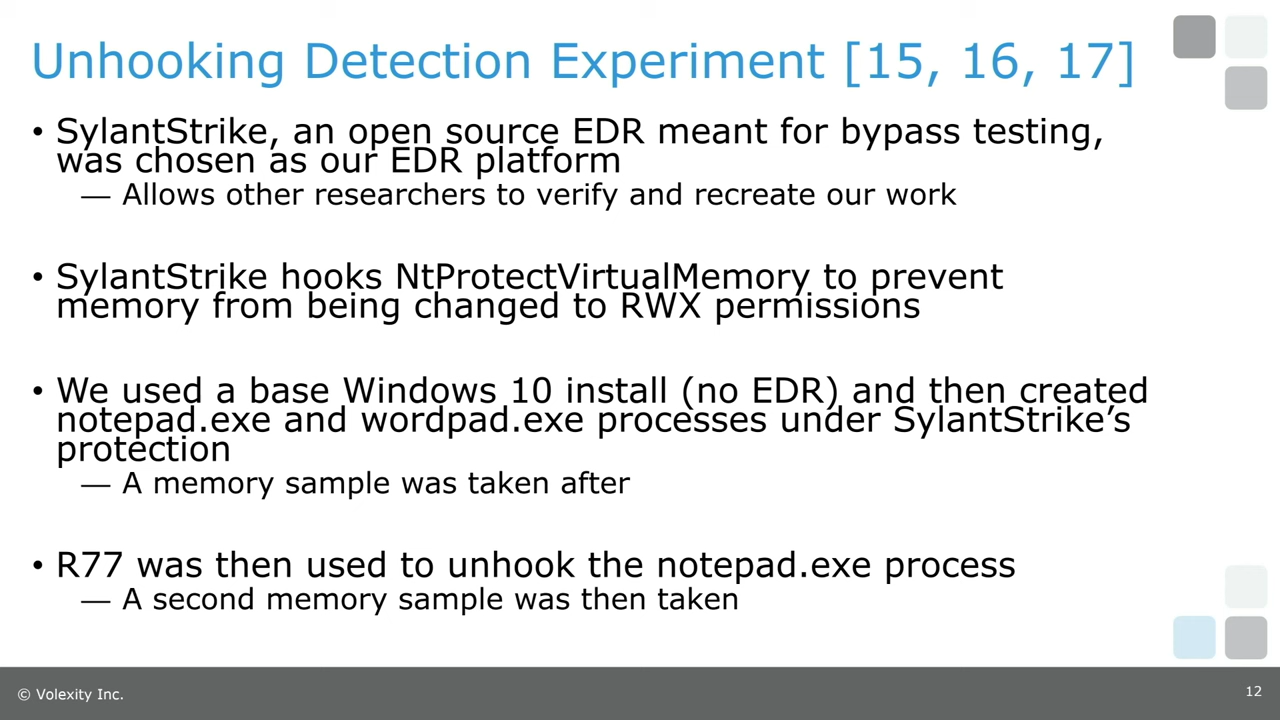 Unhooking Detection Experiment [15, 16, 17]
• SylantStrike, an open source EDR meant for bypass testing,
was chosen as our EDR platform
— Allows other researchers to verify and recreate our work
• SylantStrike hooks NtProtectVirtualMemory to prevent
memory from being changed to RWX permissions
• We used a base Windows 10 install (no EDR) and then created
notepad.exe and wordpad.exe processes under SylantStrike’s
protection
— A memory sample was taken after
• R77 was then used to unhook the notepad.exe process
— A second memory sample was then taken
© Volexity Inc.
12